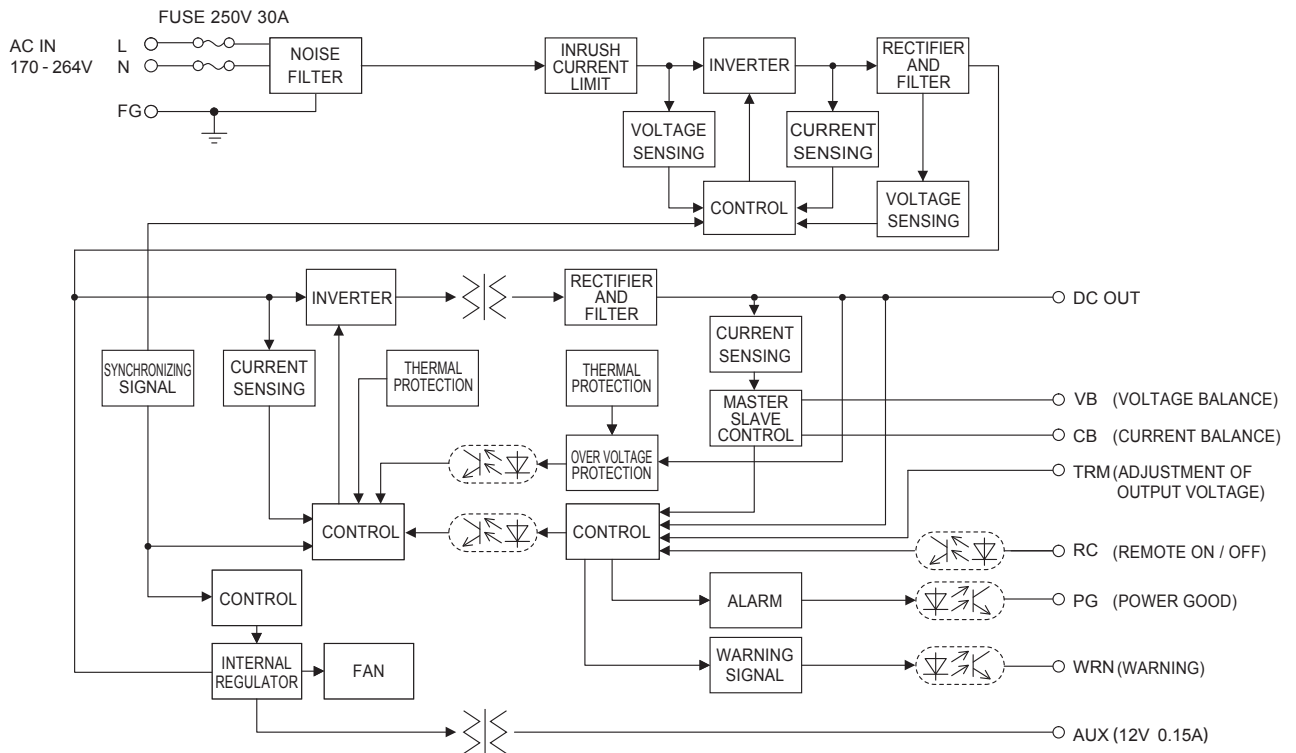 FUSE 250V 30A
AC IN
170 - 264V
L
N
FG
NOISE
FILTER
INRUSH
CURRENT
LIMIT
INVERTER
RECTIFIER
AND
FILTER
VOLTAGE
SENSING
CURRENT
SENSING
CONTROL
VOLTAGE
SENSING
INVERTER
RECTIFIER
AND
FILTER
DC OUT
SYNCHRONIZING
SIGNAL
CURRENT
SENSING
THERMAL
PROTECTION
THERMAL
PROTECTION
CURRENT
SENSING
MASTER
SLAVE
CONTROL
VB (VOLTAGE BALANCE)
CB (CURRENT BALANCE)
OVER VOLTAGE
PROTECTION
TRM (ADJUSTMENT OF
OUTPUT VOLTAGE)
CONTROL
CONTROL
RC (REMOTE ON / OFF)
CONTROL
ALARM
PG (POWER GOOD)
INTERNAL
REGULATOR
FAN
WARNING
SIGNAL
WRN (WARNING)
AUX (12V 0.15A)